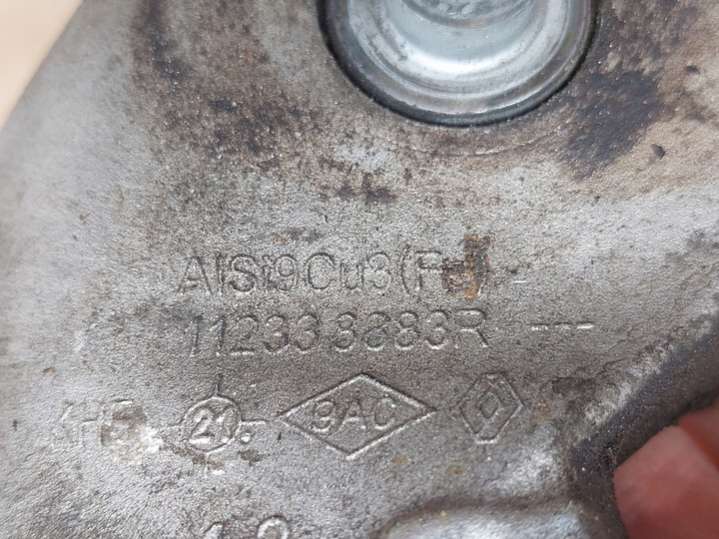 AlSi9Cu3(Fe) -
112333883R ---
21 9AC